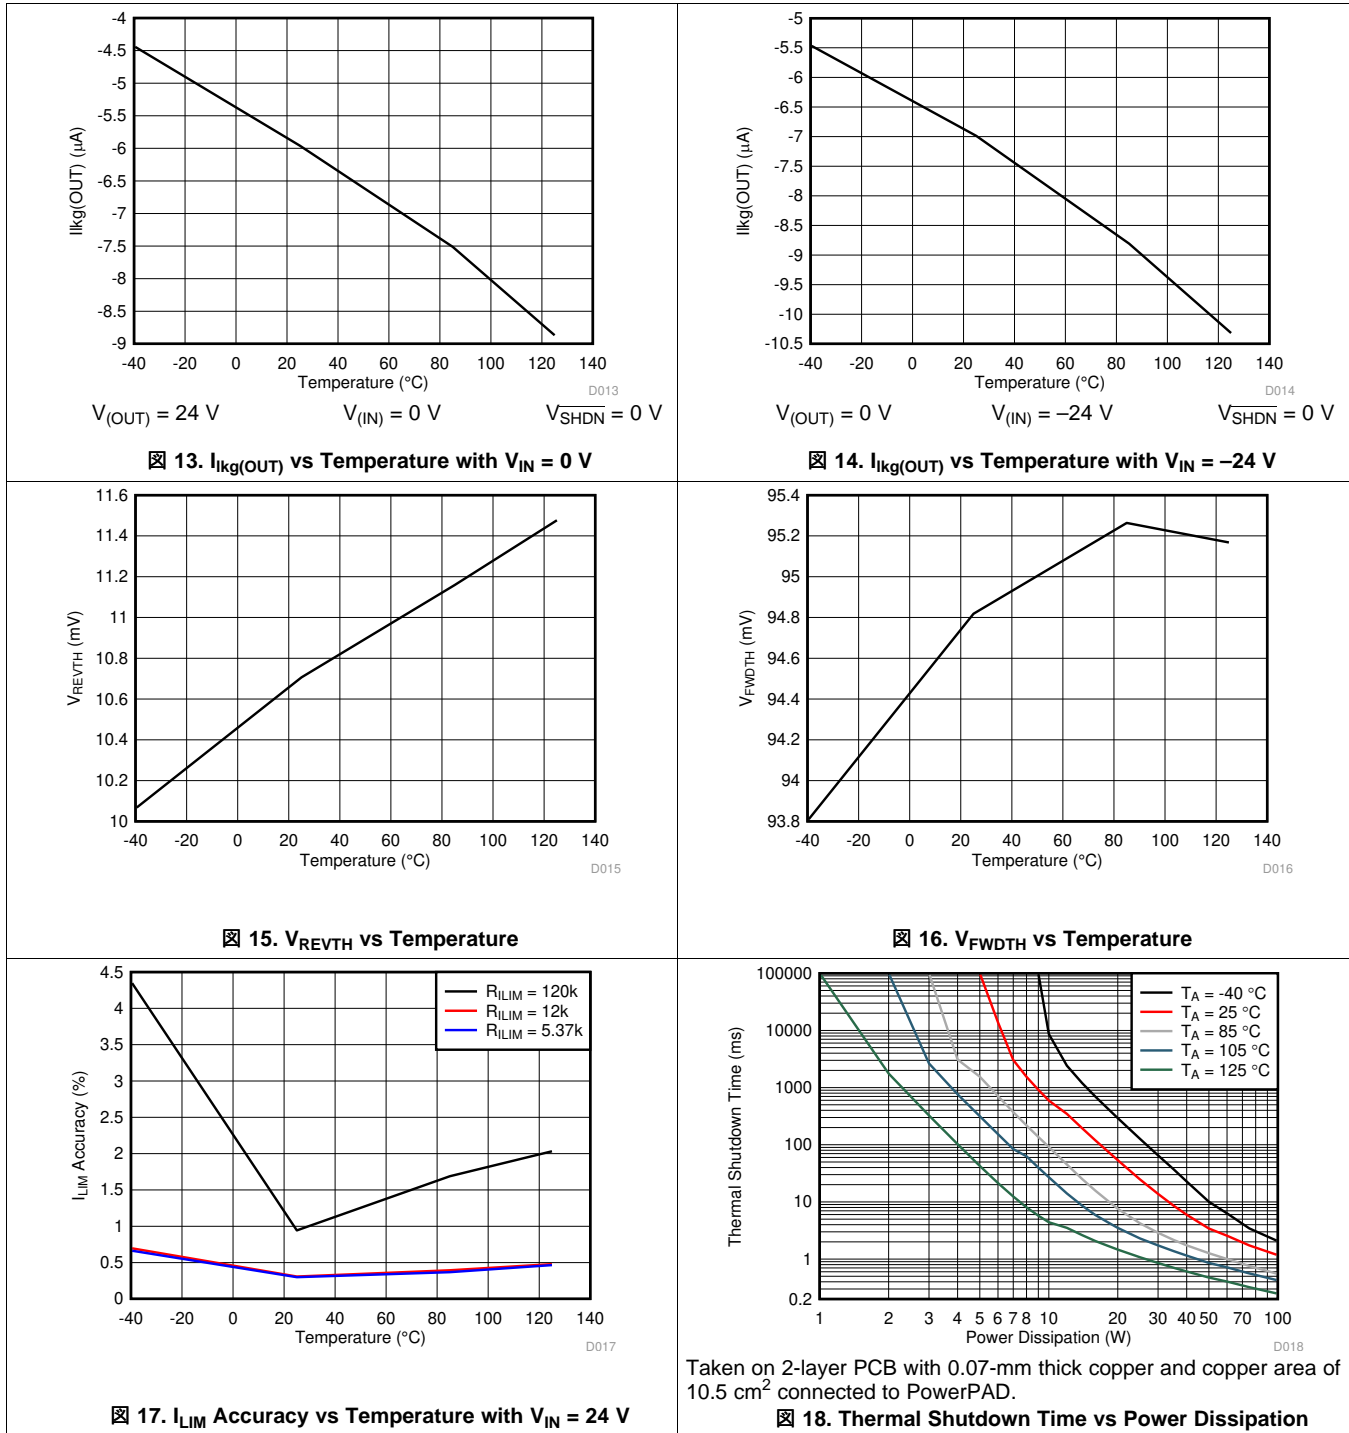 -4
-4.5
-5
-5.5
-6
-6.5
-7
-7.5
-8
-8.5
-9
Ilkg(OUT) (µA)
-40 -20 0 20 40 60 80 100 120 140
Temperature (°C)
D013
V(OUT) = 24 V V(IN) = 0 V VSHDN = 0 V
図 13. Ilkg(OUT) vs Temperature with VIN = 0 V
-5
-5.5
-6
-6.5
-7
-7.5
-8
-8.5
-9
-9.5
-10
-10.5
Ilkg(OUT) (µA)
-40 -20 0 20 40 60 80 100 120 140
Temperature (°C)
D014
V(OUT) = 0 V V(IN) = –24 V VSHDN = 0 V
図 14. Ilkg(OUT) vs Temperature with VIN = –24 V
11.6
11.4
11.2
11
10.8
10.6
10.4
10.2
10
VREVTH (mV)
-40 -20 0 20 40 60 80 100 120 140
Temperature (°C)
D015
図 15. VREVTH vs Temperature
95.4
95.2
95
94.8
94.6
94.4
94.2
94
93.8
VFWDTH (mV)
-40 -20 0 20 40 60 80 100 120 140
Temperature (°C)
D016
図 16. VFWDTH vs Temperature
4.5
4
3.5
3
2.5
2
1.5
1
0.5
0
ILIM Accuracy (%)
RILIM = 120k
RILIM = 12k
RILIM = 5.37k
-40 -20 0 20 40 60 80 100 120 140
Temperature (°C)
D017
図 17. ILIM Accuracy vs Temperature with VIN = 24 V
100000
10000
1000
100
10
1
0.2
Thermal Shutdown Time (ms)
TA = -40 °C
TA = 25 °C
TA = 85 °C
TA = 105 °C
TA = 125 °C
1 2 3 4 5 6 7 8 10 20 30 40 50 70 100
Power Dissipation (W)
D018
Taken on 2-layer PCB with 0.07-mm thick copper and copper area of
10.5 cm² connected to PowerPAD.
図 18. Thermal Shutdown Time vs Power Dissipation